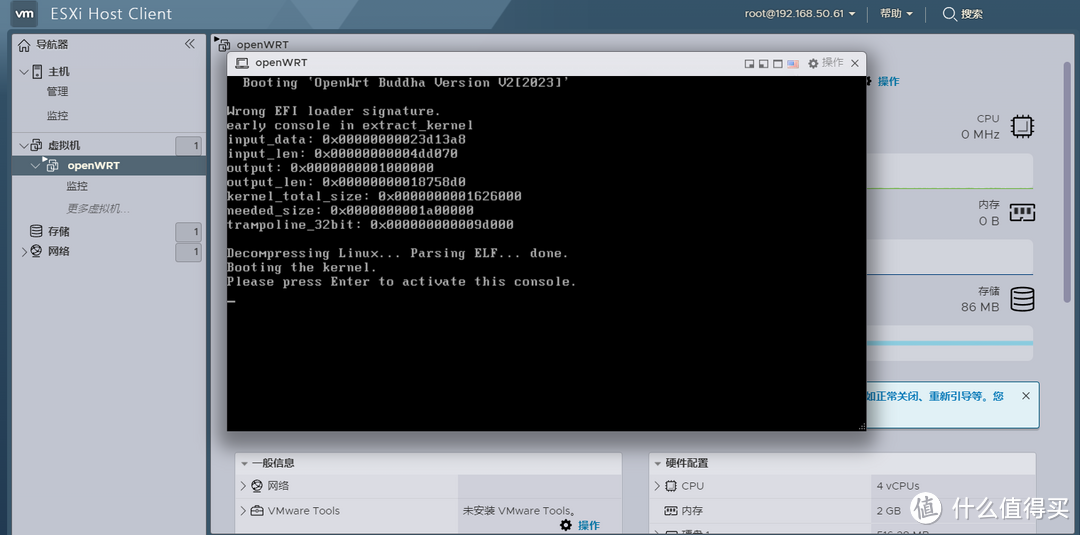 vm ESXi Host Client
root@192.168.50.61
帮助
搜索
导航器
主机
管理
监控
虚拟机 1
openWRT
监控
更多虚拟机...
存储 1
网络 1
openWRT
openWRT
操作
Booting 'OpenWrt Buddha Version V2[2023]'
Wrong EFI loader signature.
early console in extract_kernel
input_data: 0x00000000023d13a8
input_len: 0x00000000004dd070
output: 0x0000000001000000
output_len: 0x00000000018758d0
kernel_total_size: 0x0000000001626000
needed_size: 0x0000000001a00000
trampoline_32bit: 0x000000000009d000
Decompressing Linux... Parsing ELF... done.
Booting the kernel.
Please press Enter to activate this console.
操作
CPU
0 MHz
内存
0 B
存储
86 MB
如正常关闭、重新引导等。您
一般信息
网络
VMware Tools
未安装 VMware Tools。
操作
硬件配置
CPU
4 vCPUs
内存
2 GB
硬盘 1
值 什么值得买